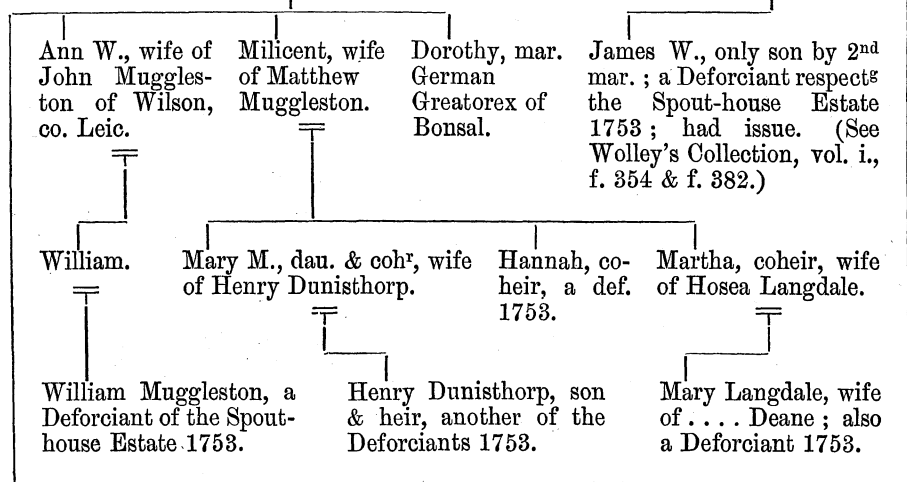 Ann W., wife of
John Muggles-
ton of Wilson,
co. Leic.
Milicent, wife
of Matthew
Muggleston.
Dorothy, mar.
German
Greatorex of
Bonsal.
James W., only son by 2nd
mar. ; a Deforciant respectg
the Spout-house Estate
1753 ; had issue. (See
Wolley's Collection, vol. i.,
f. 354 & f. 382.)
William.
Mary M., dau. & cohr, wife
of Henry Dunisthorp.
Hannah, co-
heir, a def.
1753.
Martha, coheir, wife
of Hosea Langdale.
William Muggleston, a
Deforciant of the Spout-
house Estate 1753.
Henry Dunisthorp, son
& heir, another of the
Deforciants 1753.
Mary Langdale, wife
of . . . . Deane ; also
a Deforciant 1753.